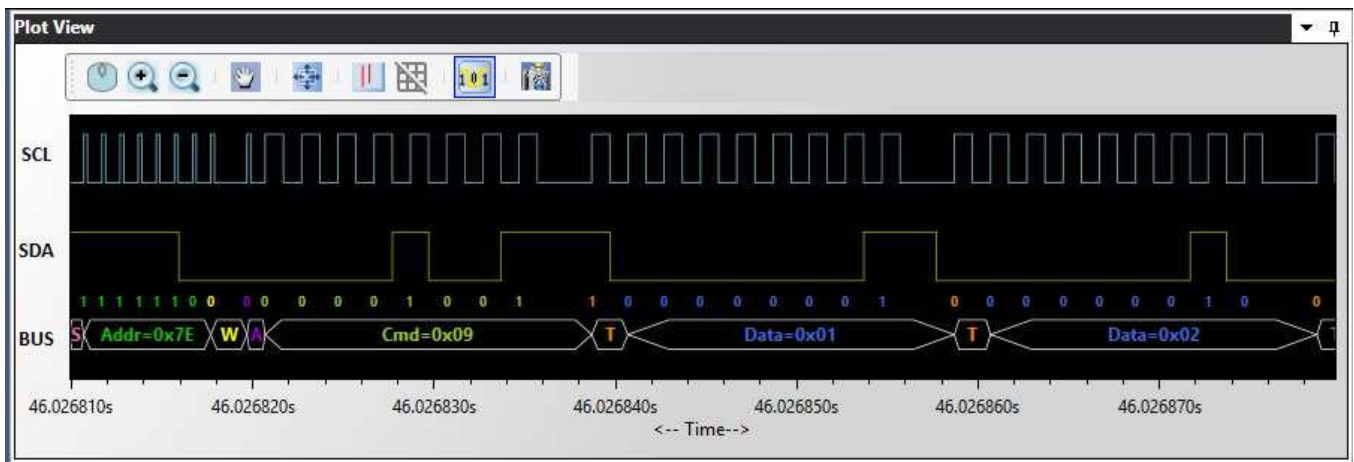 Plot View
1 0 1
SCL
SDA
1 1 1 1 1 1 0 0 0 0 0 0 0 1 0 0 1 1 0 0 0 0 0 0 0 1 0 0 0 0 0 0 0 1 0 0
BUS S Addr=0x7E W A Cmd=0x09 T Data=0x01 T Data=0x02 T
46.026810s 46.026820s 46.026830s 46.026840s 46.026850s 46.026860s 46.026870s
<-- Time-->